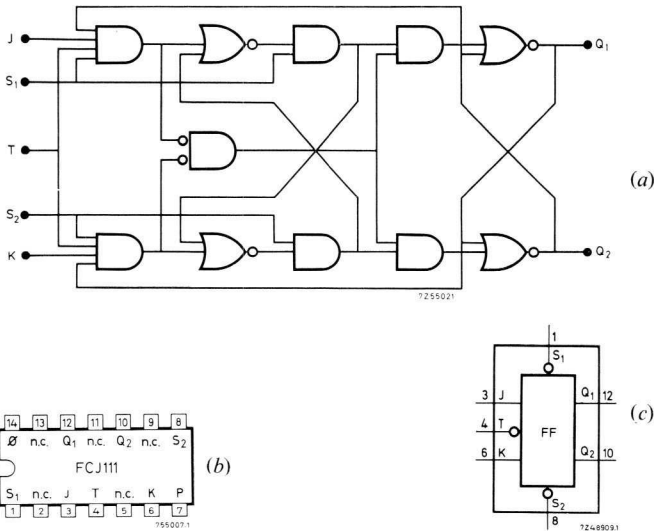 J
S₁
T
S₂
K
Q₁
Q₂
(a)
7Z55021
14 13 12 11 10 9 8
Ø n.c. Q₁ n.c. Q₂ n.c. S₂
FCJ111
S₁ n.c. J T n.c. K P
1 2 3 4 5 6 7
755007.1
(b)
1
S₁
3 J Q₁ 12
4 T FF
6 K Q₂ 10
S₂
8
(c)
7Z48909.1